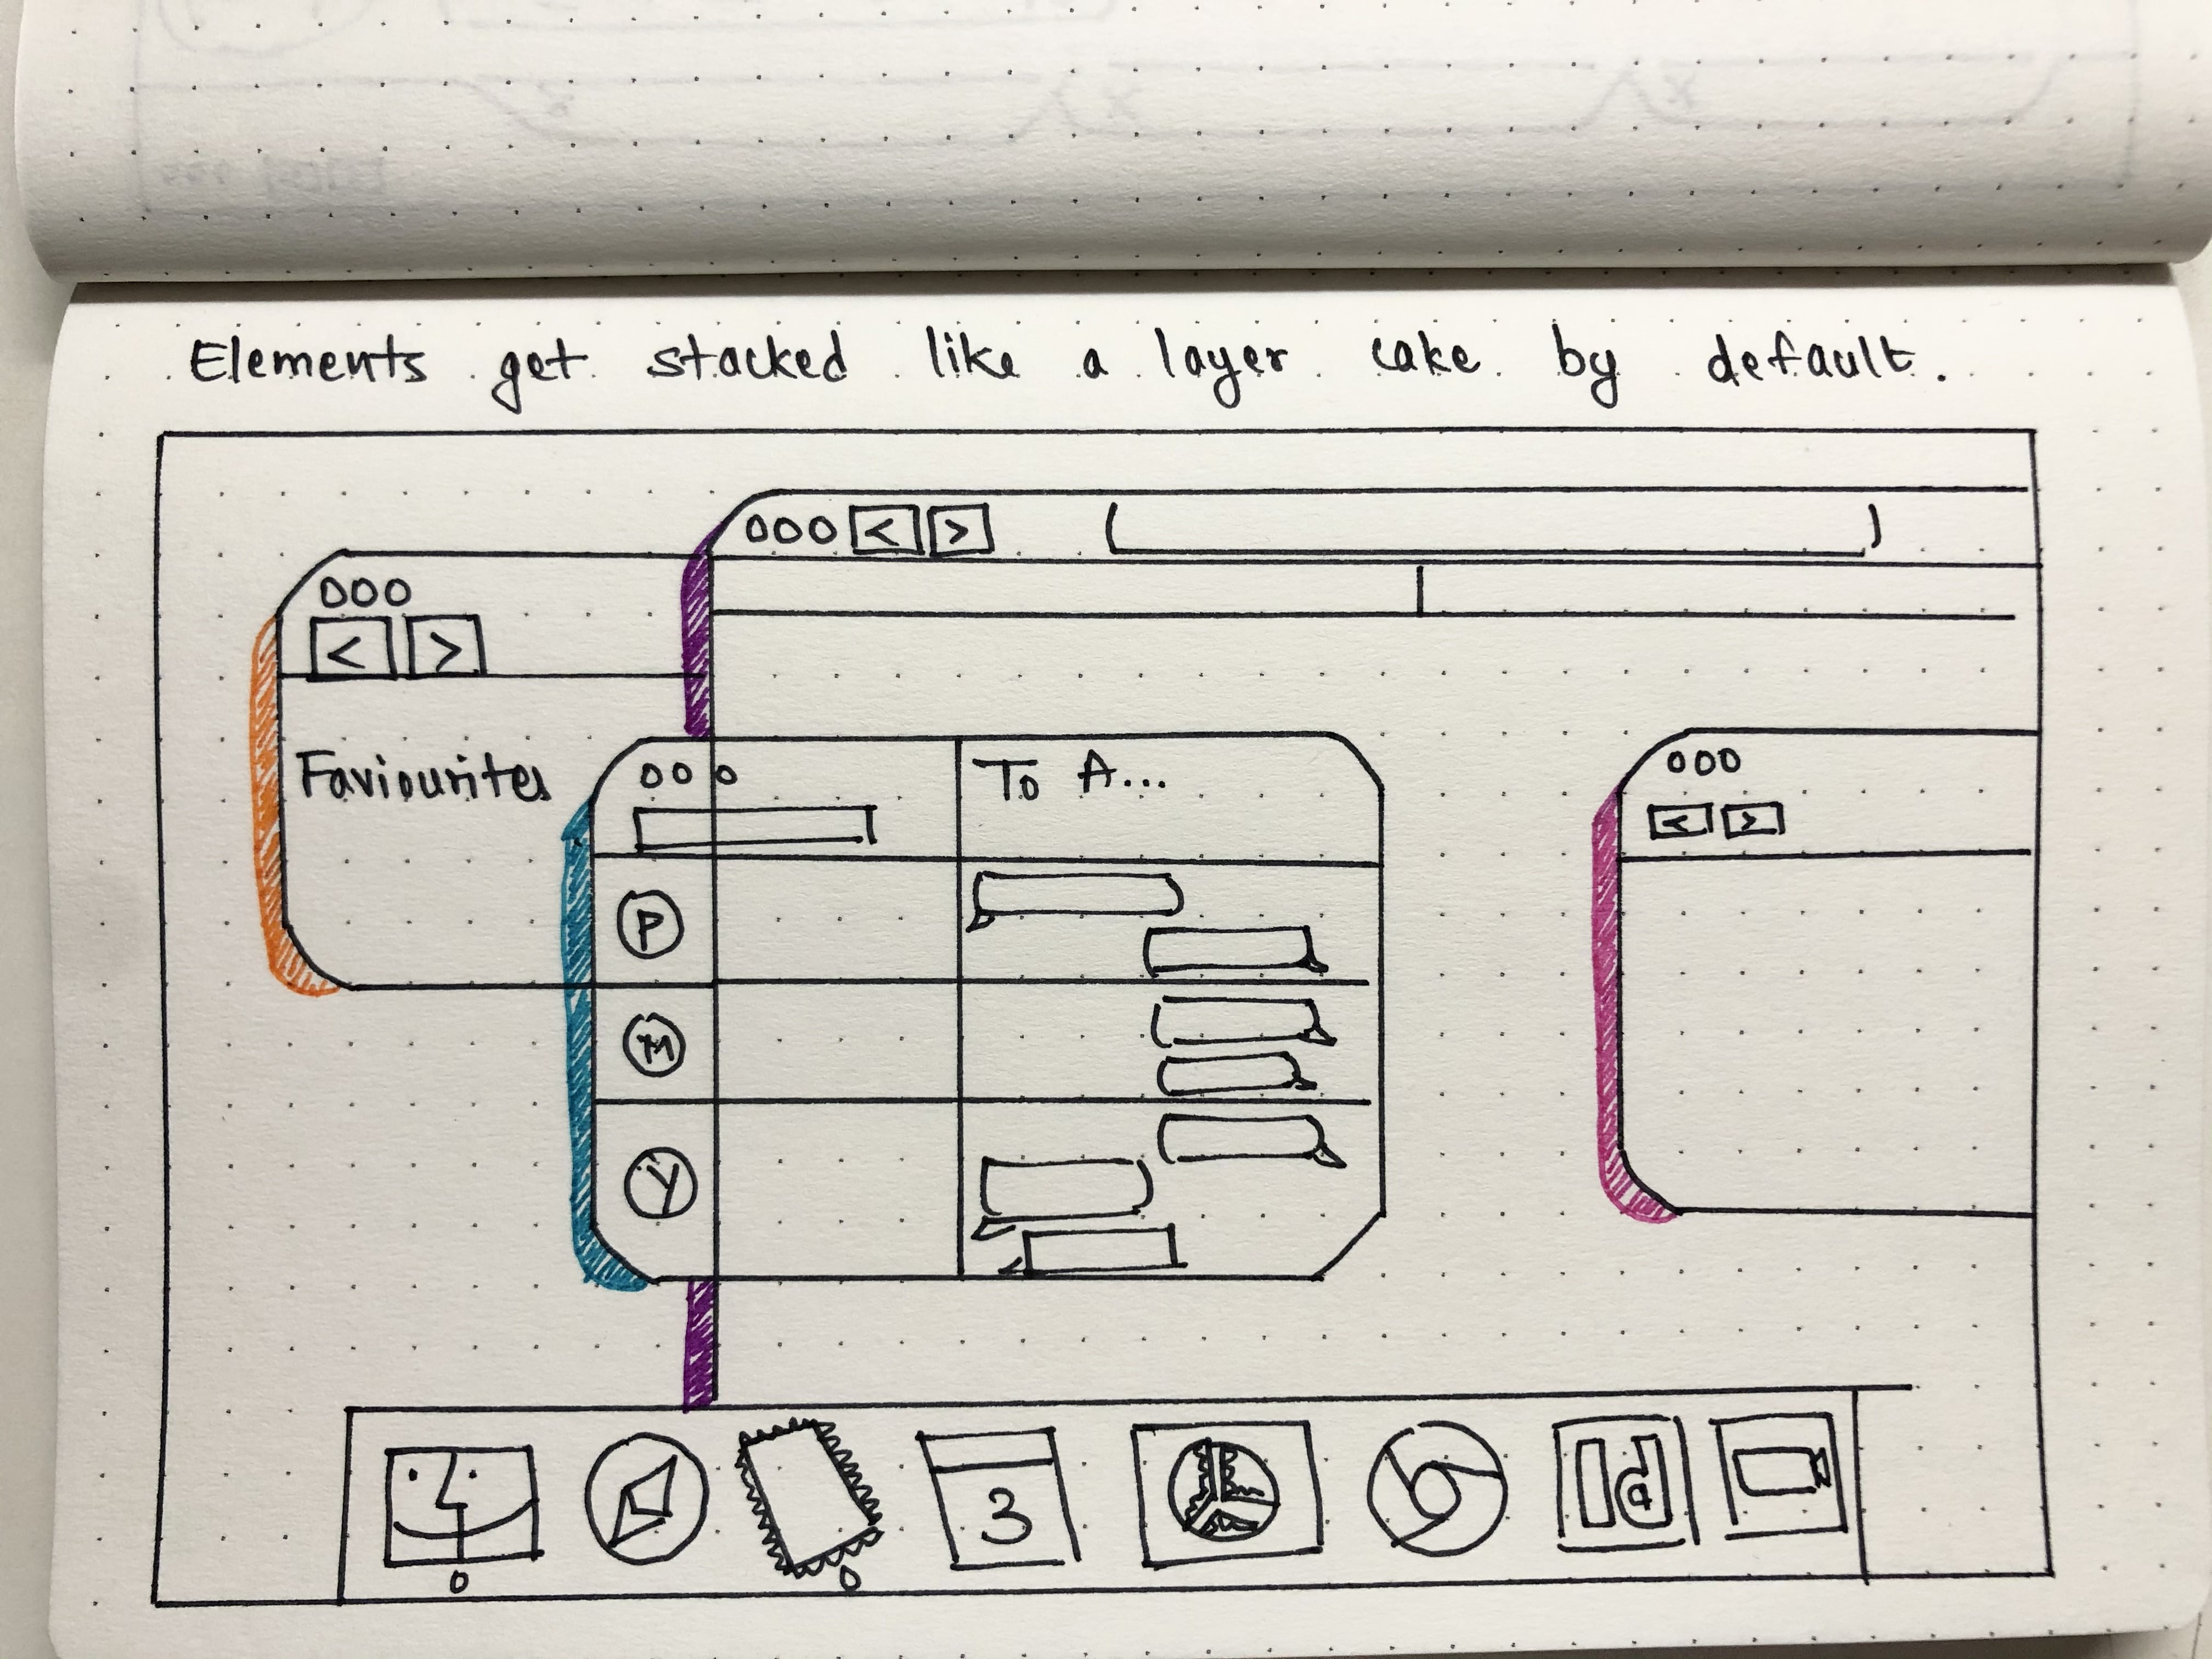 Elements get stacked like a layer cake by default.
000 < >
000
< >
Faviourites
000
To A...
000
< >
P
M
Y
3
Id